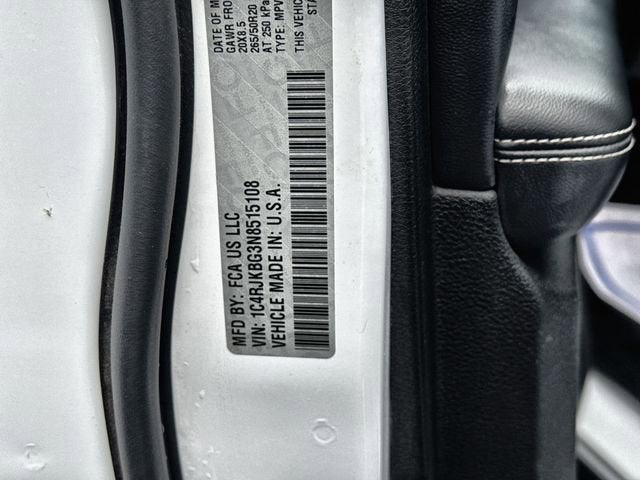 DATE OF M
GAWR FRO
20X8.5
265/50R20
AT 250 kPa
TYPE: MPV
THIS VEHIC
STA
MFD BY: FCA US LLC
VIN: 1C4RJKBG3N8515108
VEHICLE MADE IN: U.S.A.